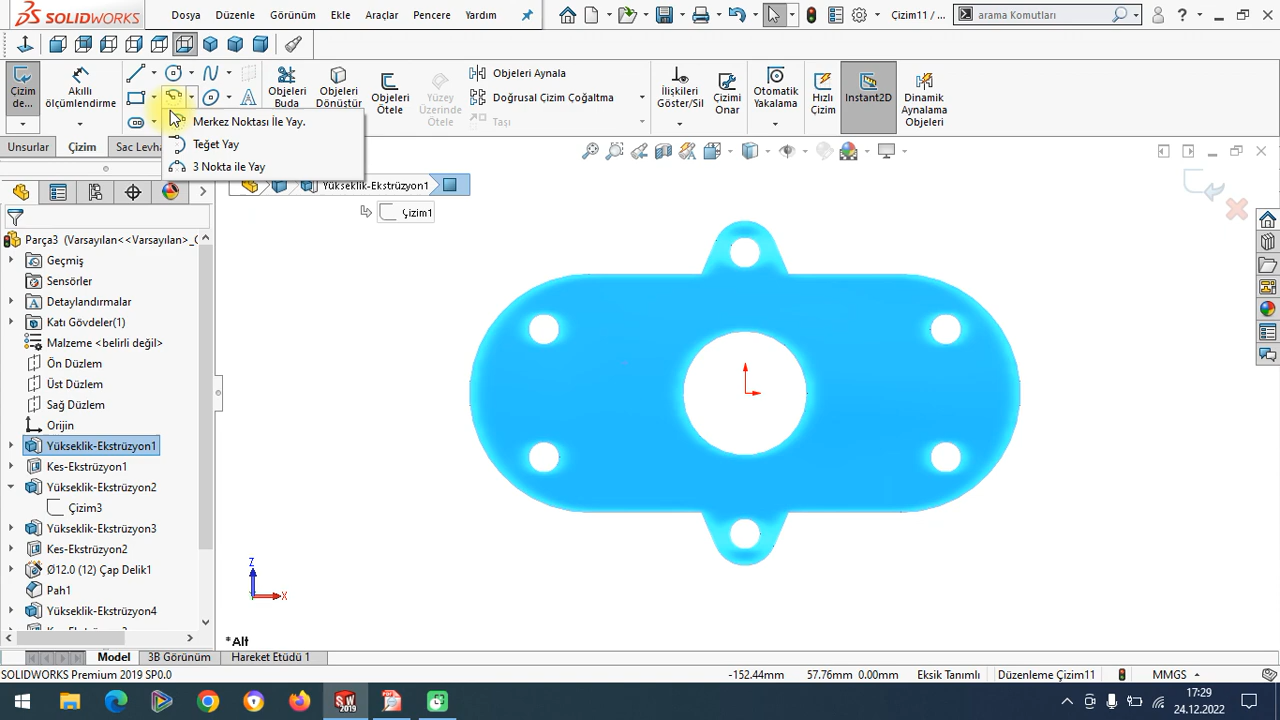 SOLIDWORKS
Dosya Düzenle Görünüm Ekle Araçlar Pencere Yardım
Çizim11 /
arama Komutları
Çizim de...
Akıllı ölçümlendirme
Objeleri Buda
Objeleri Dönüştür
Objeleri Ötele
Yüzey Üzerinde Ötele
Objeleri Aynala
Doğrusal Çizim Çoğaltma
Taşı
İlişkileri Göster/Sil
Çizimi Onar
Otomatik Yakalama
Hızlı Çizim
Instant2D
Dinamik Aynalama Objeleri
Merkez Noktası İle Yay.
Teğet Yay
3 Nokta ile Yay
Unsurlar Çizim Sac Levha
Yükseklik-Ekstrüzyon1
Çizim1
Parça3 (Varsayılan<<Varsayılan>_(
Geçmiş
Sensörler
Detaylandırmalar
Katı Gövdeler(1)
Malzeme <belirli değil>
Ön Düzlem
Üst Düzlem
Sağ Düzlem
Orijin
Yükseklik-Ekstrüzyon1
Kes-Ekstrüzyon1
Yükseklik-Ekstrüzyon2
Çizim3
Yükseklik-Ekstrüzyon3
Kes-Ekstrüzyon2
Ø12.0 (12) Çap Delik1
Pah1
Yükseklik-Ekstrüzyon4
Z
X
*Alt
Model 3B Görünüm Hareket Etüdü 1
SOLIDWORKS Premium 2019 SP0.0
-152.44mm 57.76mm 0.00mm Eksik Tanımlı Düzenleme Çizim11 MMGS
17:29
24.12.2022